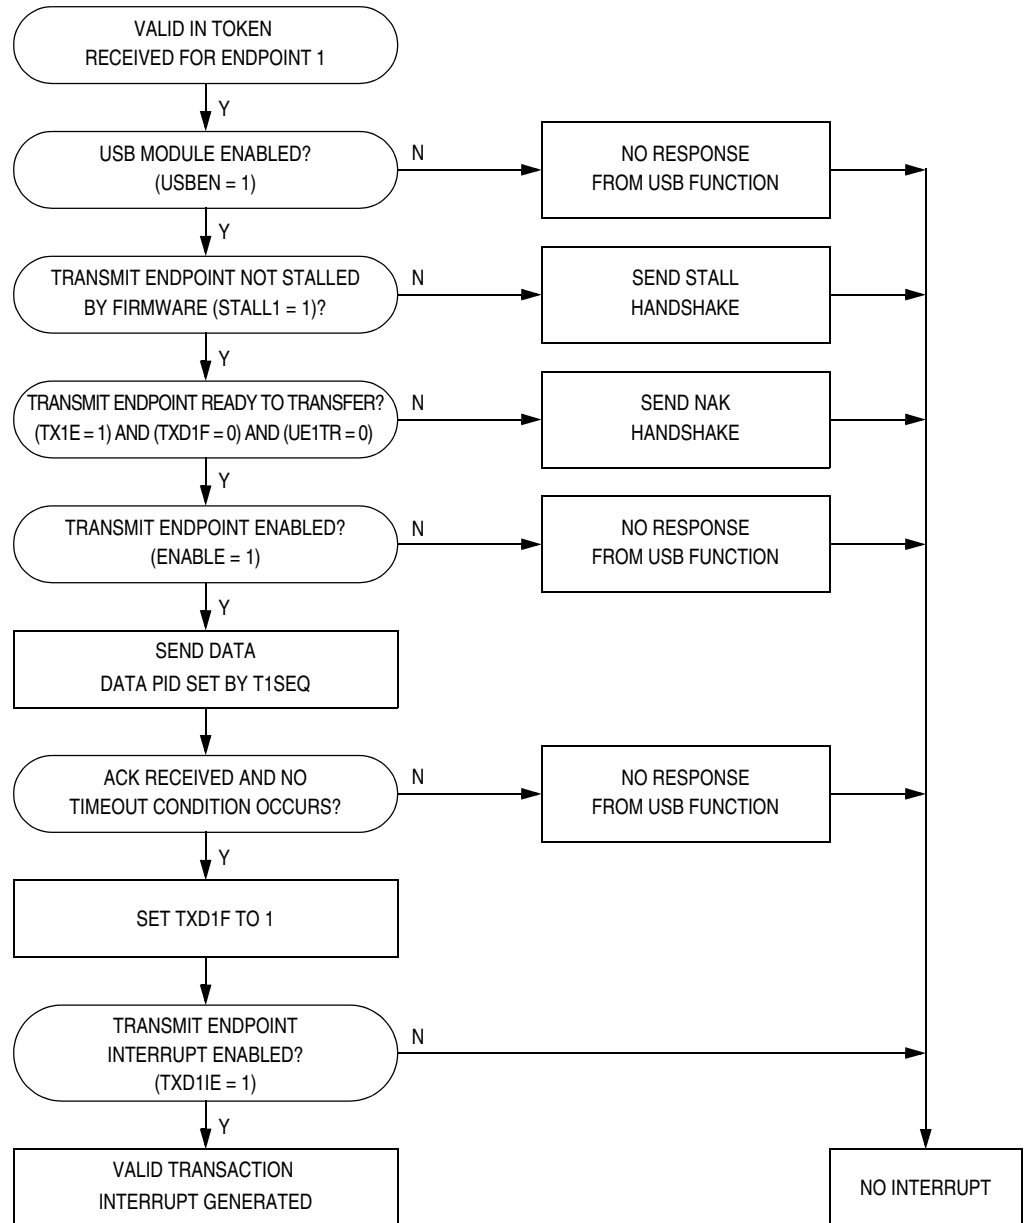 VALID IN TOKEN
RECEIVED FOR ENDPOINT 1
Y
USB MODULE ENABLED?
(USBEN = 1)
N
NO RESPONSE
FROM USB FUNCTION
Y
TRANSMIT ENDPOINT NOT STALLED
BY FIRMWARE (STALL1 = 1)?
N
SEND STALL
HANDSHAKE
Y
TRANSMIT ENDPOINT READY TO TRANSFER?
(TX1E = 1) AND (TXD1F = 0) AND (UE1TR = 0)
N
SEND NAK
HANDSHAKE
Y
TRANSMIT ENDPOINT ENABLED?
(ENABLE = 1)
N
NO RESPONSE
FROM USB FUNCTION
Y
SEND DATA
DATA PID SET BY T1SEQ
ACK RECEIVED AND NO
TIMEOUT CONDITION OCCURS?
N
NO RESPONSE
FROM USB FUNCTION
Y
SET TXD1F TO 1
TRANSMIT ENDPOINT
INTERRUPT ENABLED?
(TXD1IE = 1)
N
Y
VALID TRANSACTION
INTERRUPT GENERATED
NO INTERRUPT